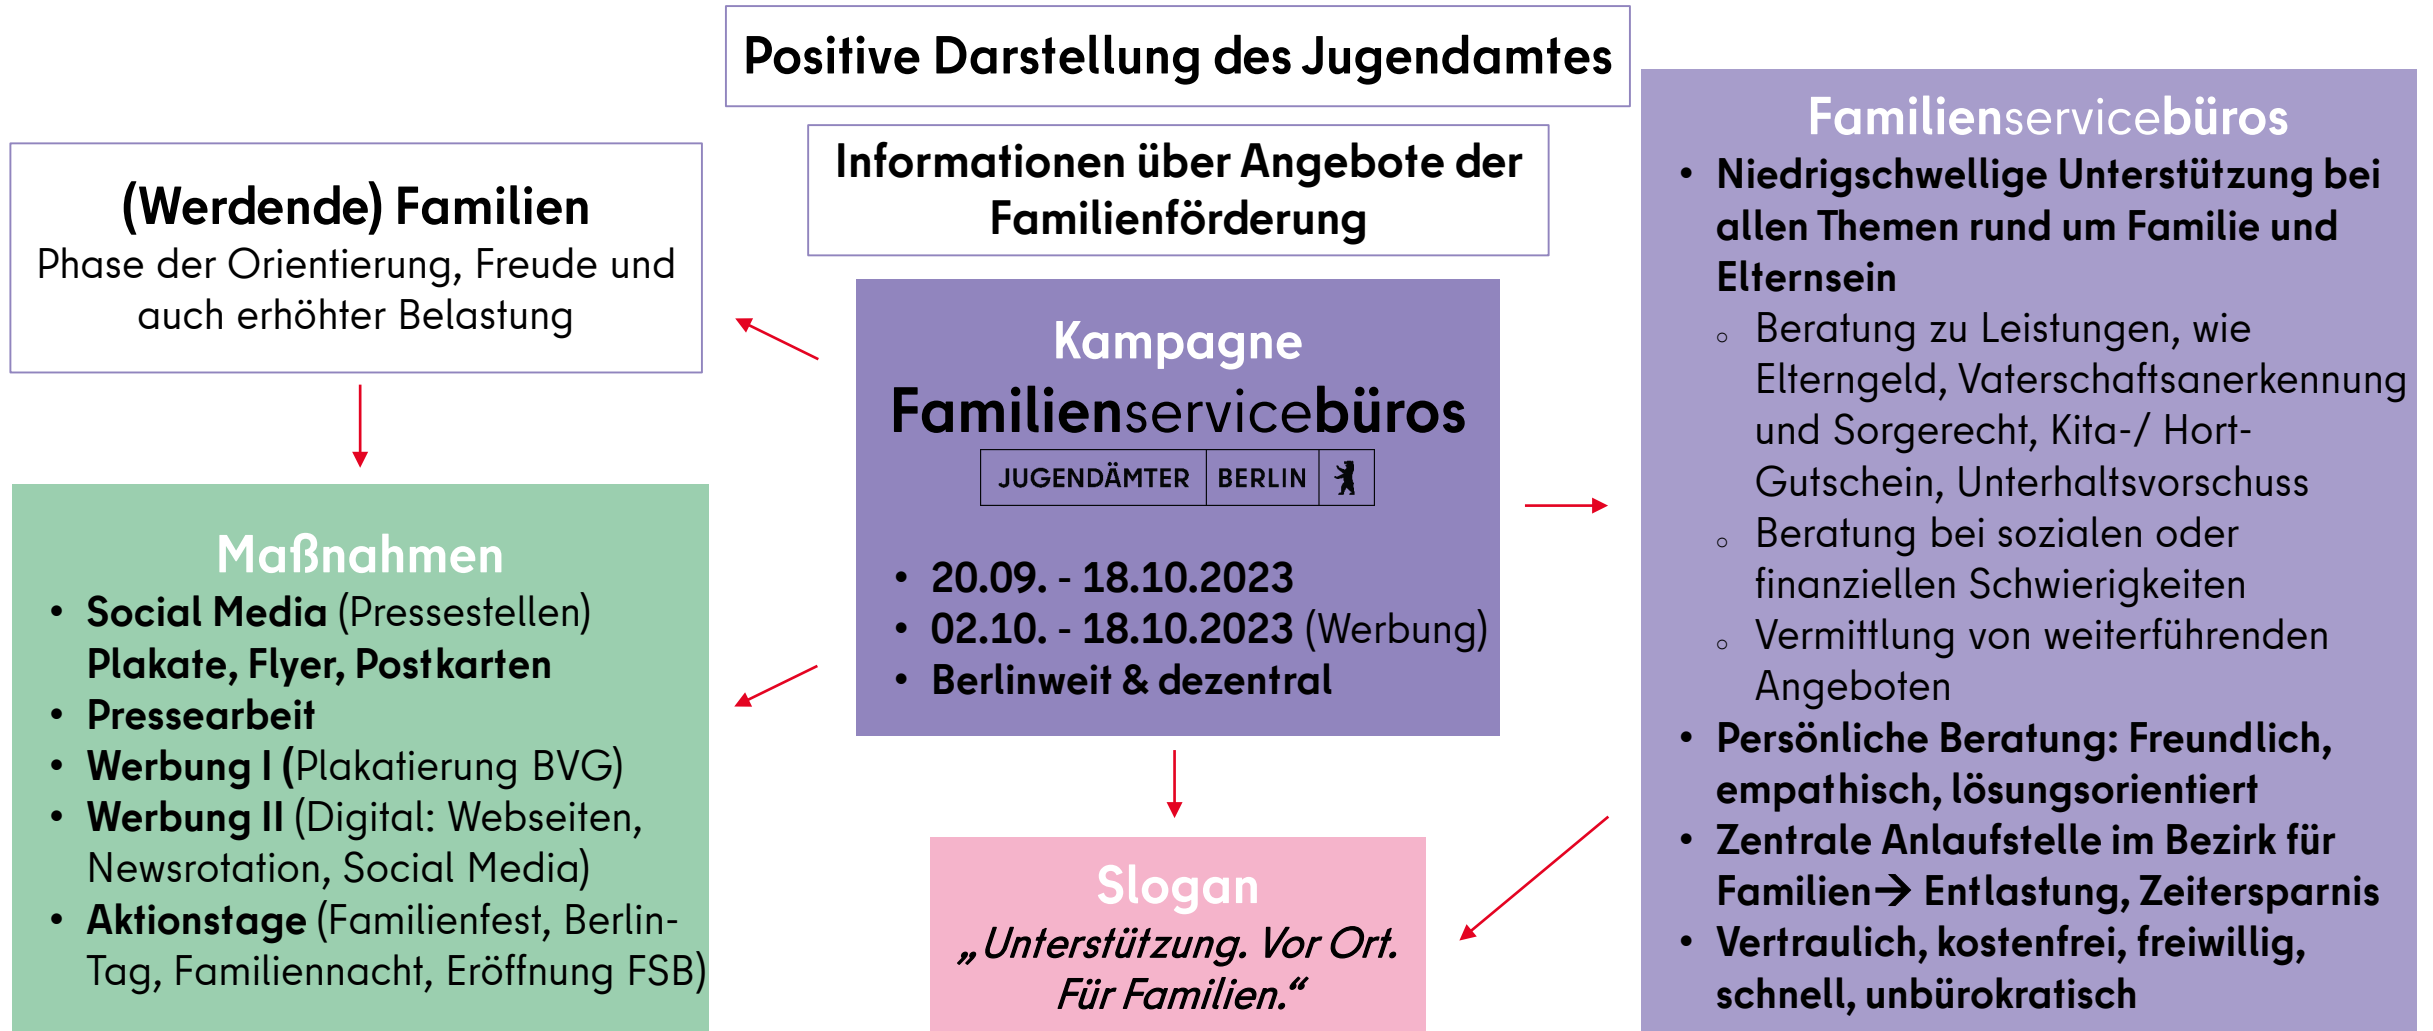 Positive Darstellung des Jugendamtes
Informationen über Angebote der
Familienförderung
(Werdende) Familien
Phase der Orientierung, Freude und
auch erhöhter Belastung
Kampagne
Familienservicebüros
JUGENDÄMTER BERLIN
• 20.09. - 18.10.2023
• 02.10. - 18.10.2023 (Werbung)
• Berlinweit & dezentral
Maßnahmen
• Social Media (Pressestellen)
Plakate, Flyer, Postkarten
• Pressearbeit
• Werbung I (Plakatierung BVG)
• Werbung II (Digital: Webseiten,
Newsrotation, Social Media)
• Aktionstage (Familienfest, Berlin-
Tag, Familiennacht, Eröffnung FSB)
Slogan
„Unterstützung. Vor Ort.
Für Familien.“
Familienservicebüros
• Niedrigschwellige Unterstützung bei
allen Themen rund um Familie und
Elternsein
○ Beratung zu Leistungen, wie
Elterngeld, Vaterschaftsanerkennung
und Sorgerecht, Kita-/ Hort-
Gutschein, Unterhaltsvorschuss
○ Beratung bei sozialen oder
finanziellen Schwierigkeiten
○ Vermittlung von weiterführenden
Angeboten
• Persönliche Beratung: Freundlich,
empathisch, lösungsorientiert
• Zentrale Anlaufstelle im Bezirk für
Familien→ Entlastung, Zeitersparnis
• Vertraulich, kostenfrei, freiwillig,
schnell, unbürokratisch